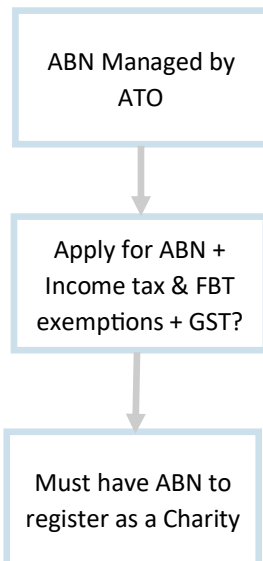 ABN Managed by
ATO
Apply for ABN +
Income tax & FBT
exemptions + GST?
Must have ABN to
register as a Charity